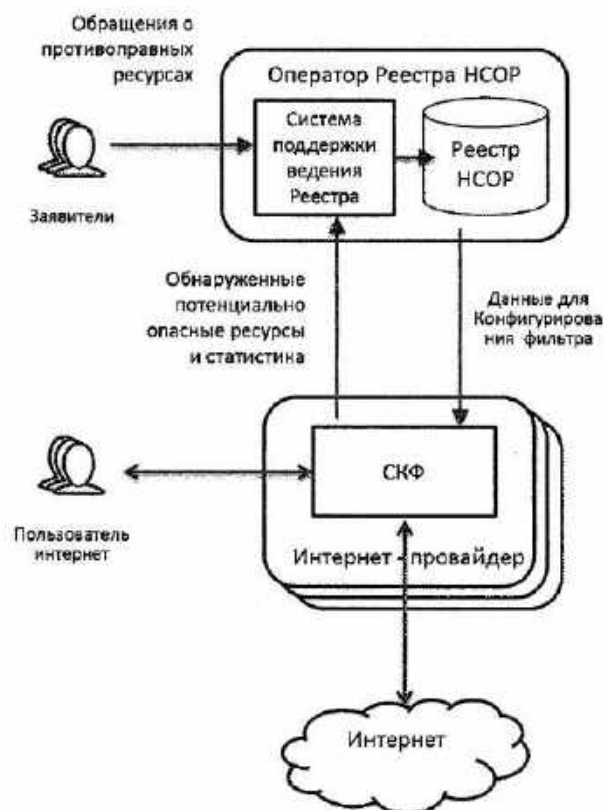 Обращения о
противоправных
ресурсах
Оператор Реестра НСОР
Система
поддержки
ведения
Реестра
Реестр
НСОР
Заявители
Обнаруженные
потенциально
опасные ресурсы
и статистика
Данные для
Конфигурирова
ния фильтра
СКФ
Пользователь
интернет
Интернет - провайдер
Интернет